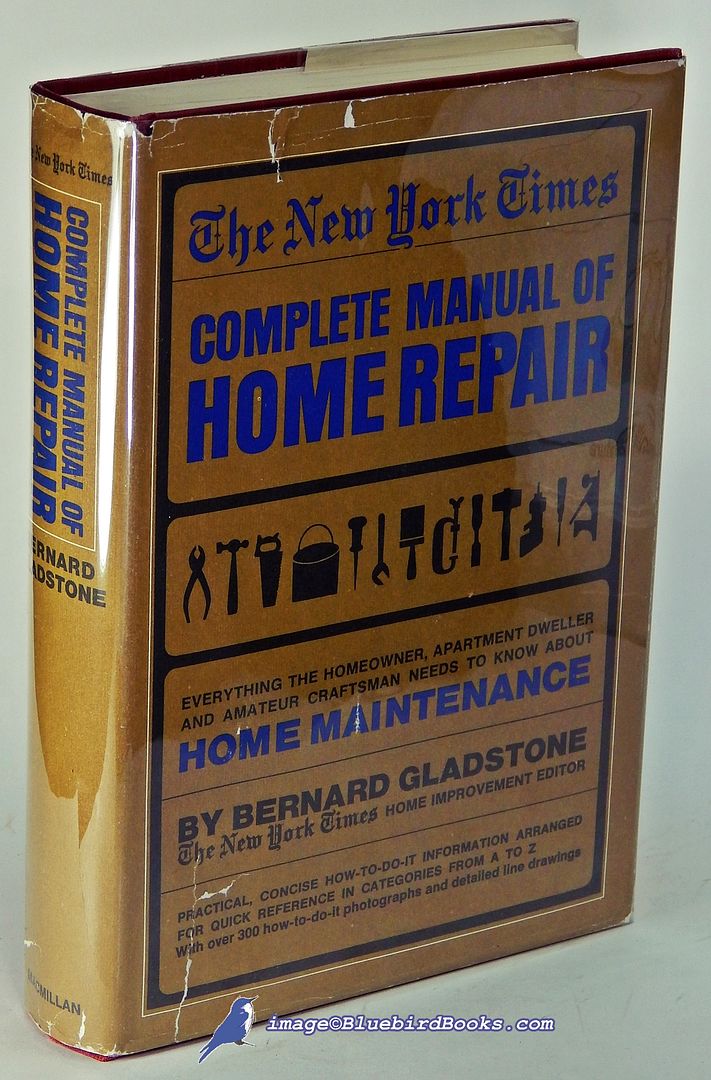 The New York Times
COMPLETE MANUAL OF
HOME REPAIR
EVERYTHING THE HOMEOWNER, APARTMENT DWELLER
AND AMATEUR CRAFTSMAN NEEDS TO KNOW ABOUT
HOME MAINTENANCE
BY BERNARD GLADSTONE
The New York Times HOME IMPROVEMENT EDITOR
PRACTICAL, CONCISE HOW-TO-DO-IT INFORMATION ARRANGED
FOR QUICK REFERENCE IN CATEGORIES FROM A TO Z
With over 300 how-to-do-it photographs and detailed line drawings
New York Times
COMPLETE MANUAL OF
HOME REPAIR
ERNARD
ADSTONE
MACMILLAN
image©BluebirdBooks.com